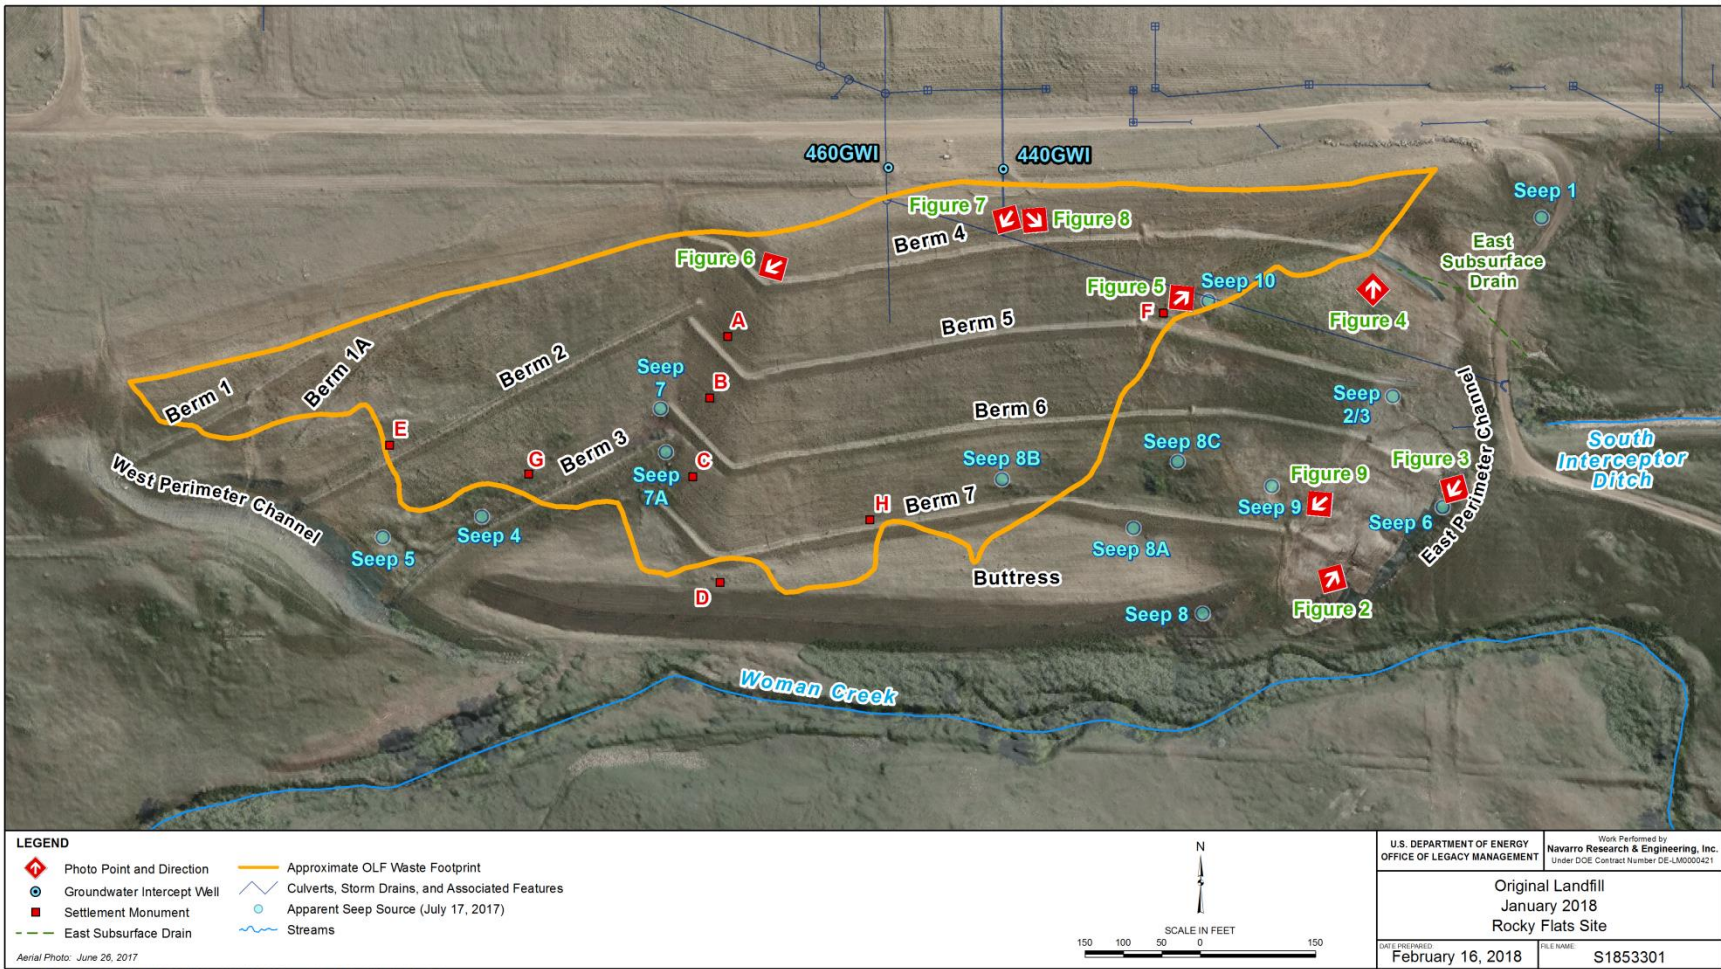 460GWI
440GWI
Seep 1
Figure 7
Figure 8
Berm 4
East
Subsurface
Drain
Figure 6
Figure 5
Seep 10
F
Figure 4
A
Berm 5
Berm 1A
Berm 2
Seep
7
B
Berm 1
Berm 6
Seep
2/3
East Perimeter Channel
E
Berm 3
G
Seep
7A
C
Seep 8B
Seep 8C
Figure 9
Figure 3
South
Interceptor
Ditch
West Perimeter Channel
H
Berm 7
Seep 9
Seep 6
Seep 5
Seep 4
Seep 8A
D
Buttress
Seep 8
Figure 2
Woman Creek
LEGEND
Photo Point and Direction
Groundwater Intercept Well
Settlement Monument
East Subsurface Drain
Approximate OLF Waste Footprint
Culverts, Storm Drains, and Associated Features
Apparent Seep Source (July 17, 2017)
Streams
Aerial Photo: June 26, 2017
N
SCALE IN FEET
150 100 50 0 150
U.S. DEPARTMENT OF ENERGY
OFFICE OF LEGACY MANAGEMENT
Work Performed by
Navarro Research & Engineering, Inc.
Under DOE Contract Number DE-LM0000421
Original Landfill
January 2018
Rocky Flats Site
DATE PREPARED:
February 16, 2018
FILE NAME:
S1853301